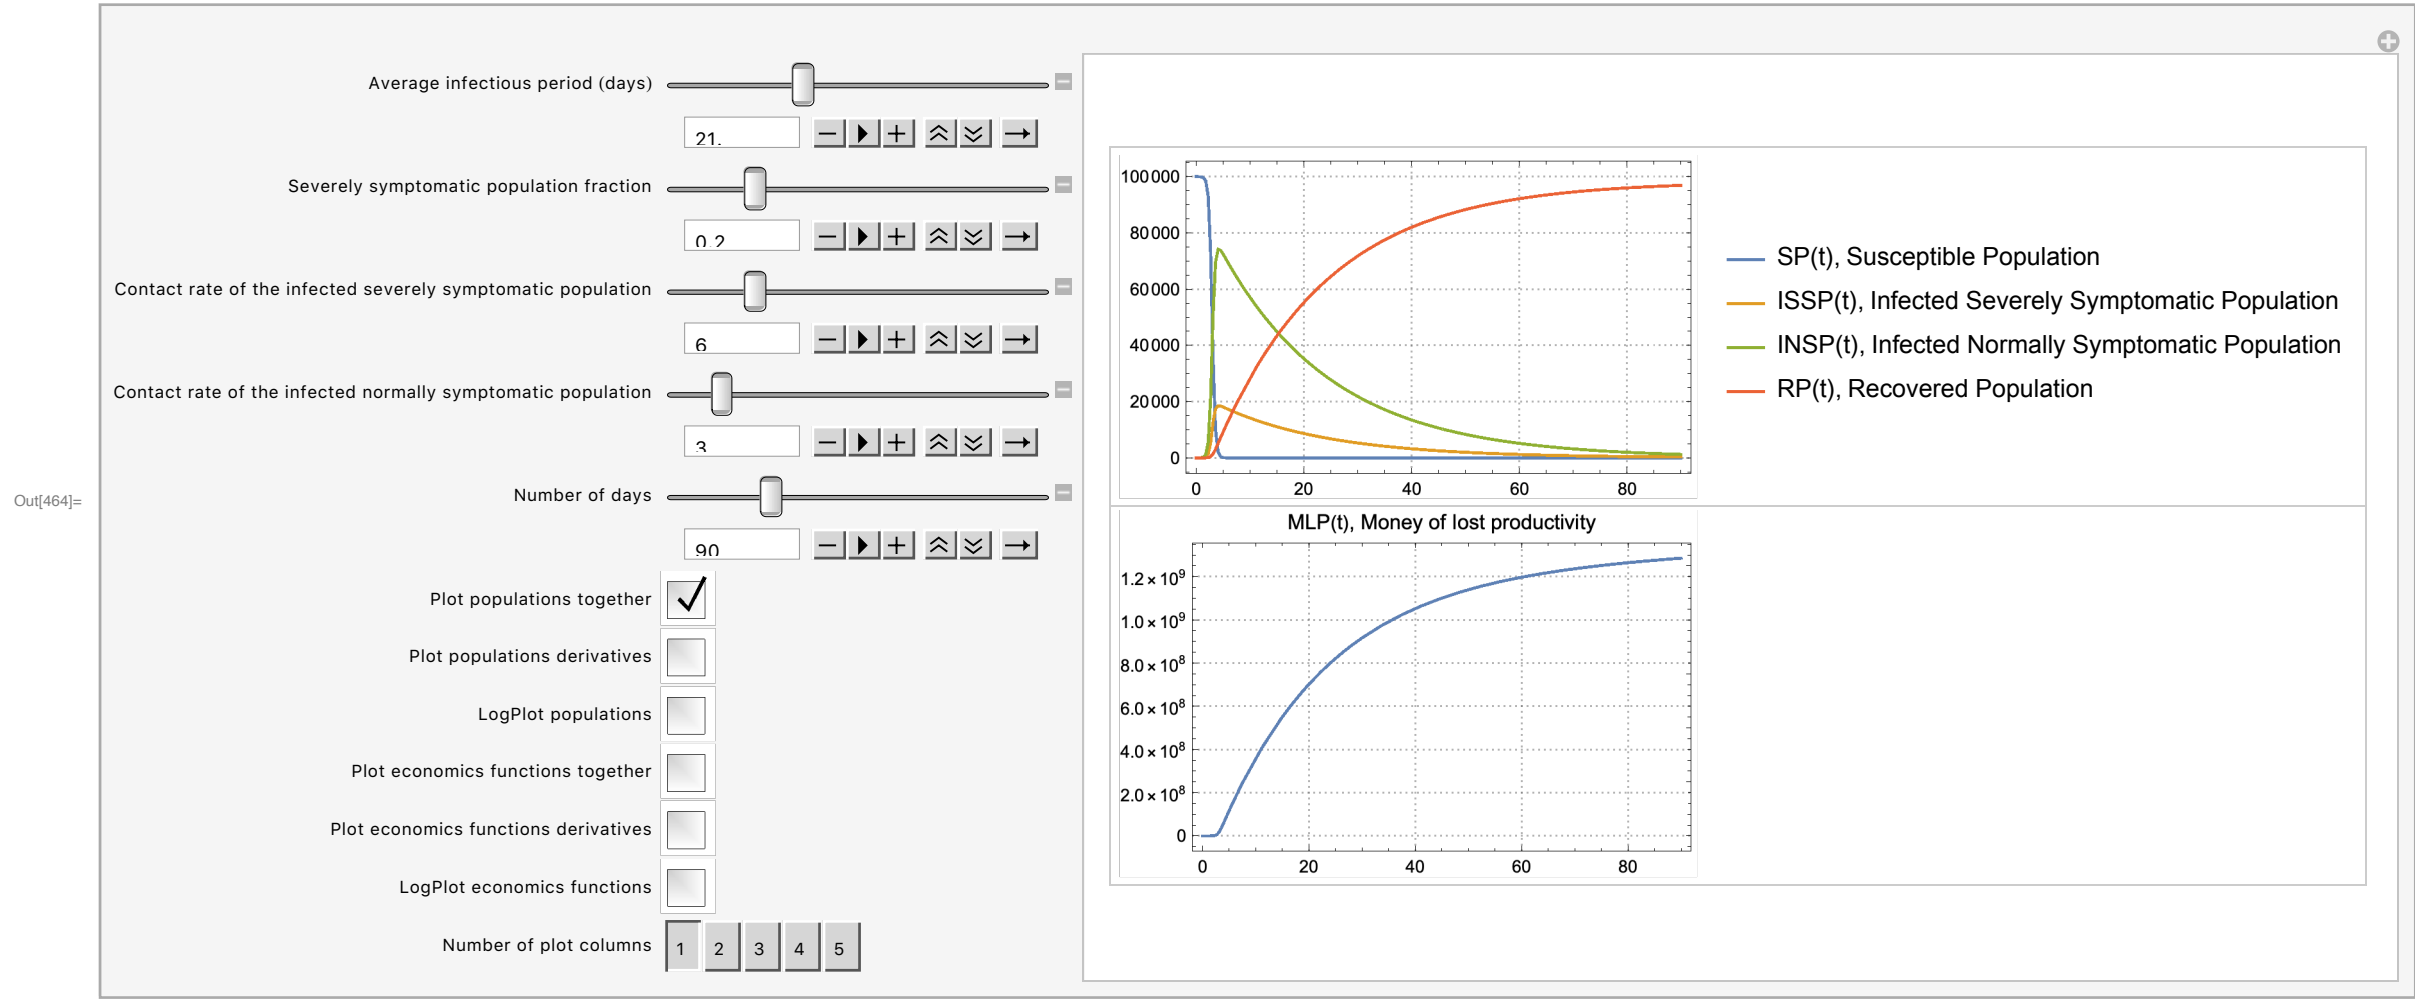 Out[464]=
Average infectious period (days)
21.
Severely symptomatic population fraction
0.2
Contact rate of the infected severely symptomatic population
6
Contact rate of the infected normally symptomatic population
3
Number of days
90
Plot populations together
Plot populations derivatives
LogPlot populations
Plot economics functions together
Plot economics functions derivatives
LogPlot economics functions
Number of plot columns
1 2 3 4 5
100000
80000
60000
40000
20000
0
0 20 40 60 80
SP(t), Susceptible Population
ISSP(t), Infected Severely Symptomatic Population
INSP(t), Infected Normally Symptomatic Population
RP(t), Recovered Population
MLP(t), Money of lost productivity
1.2 × 10⁹
1.0 × 10⁹
8.0 × 10⁸
6.0 × 10⁸
4.0 × 10⁸
2.0 × 10⁸
0
0 20 40 60 80